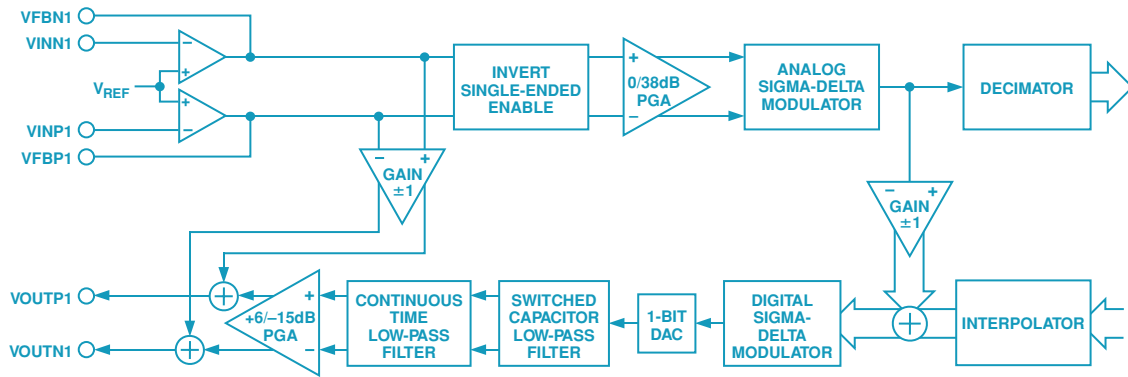 VFBN1
VINN1
VREF
VINP1
VFBP1
−
+
+
−
INVERT
SINGLE-ENDED
ENABLE
+
0/38dB
PGA
−
ANALOG
SIGMA-DELTA
MODULATOR
DECIMATOR
− +
GAIN
±1
− +
GAIN
±1
VOUTP1
VOUTN1
+
+
+
+6/−15dB
PGA
−
CONTINUOUS
TIME
LOW-PASS
FILTER
SWITCHED
CAPACITOR
LOW-PASS
FILTER
1-BIT
DAC
DIGITAL
SIGMA-
DELTA
MODULATOR
+
INTERPOLATOR